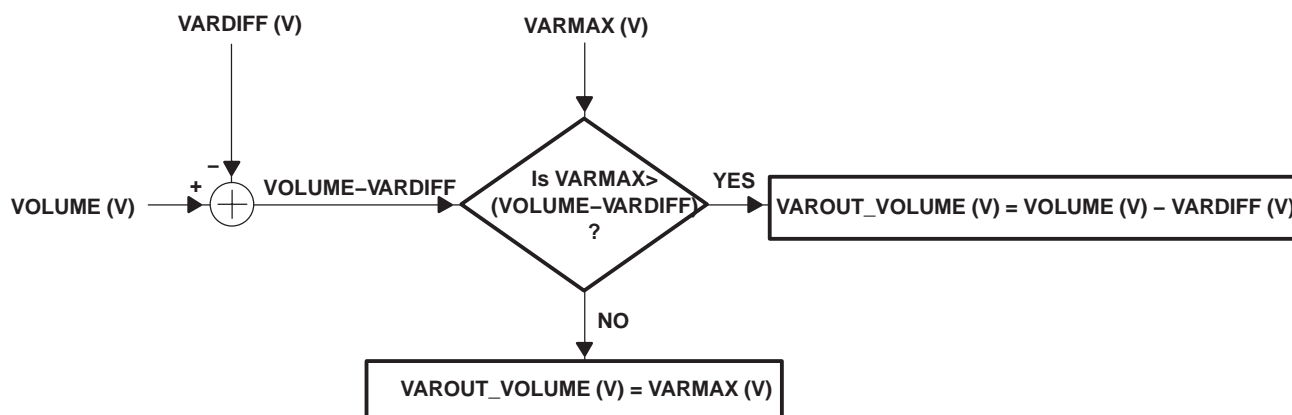 VARDIFF (V)
VARMAX (V)
−
+
VOLUME (V)
VOLUME−VARDIFF
Is VARMAX>
(VOLUME−VARDIFF)
?
YES
VAROUT_VOLUME (V) = VOLUME (V) − VARDIFF (V)
NO
VAROUT_VOLUME (V) = VARMAX (V)